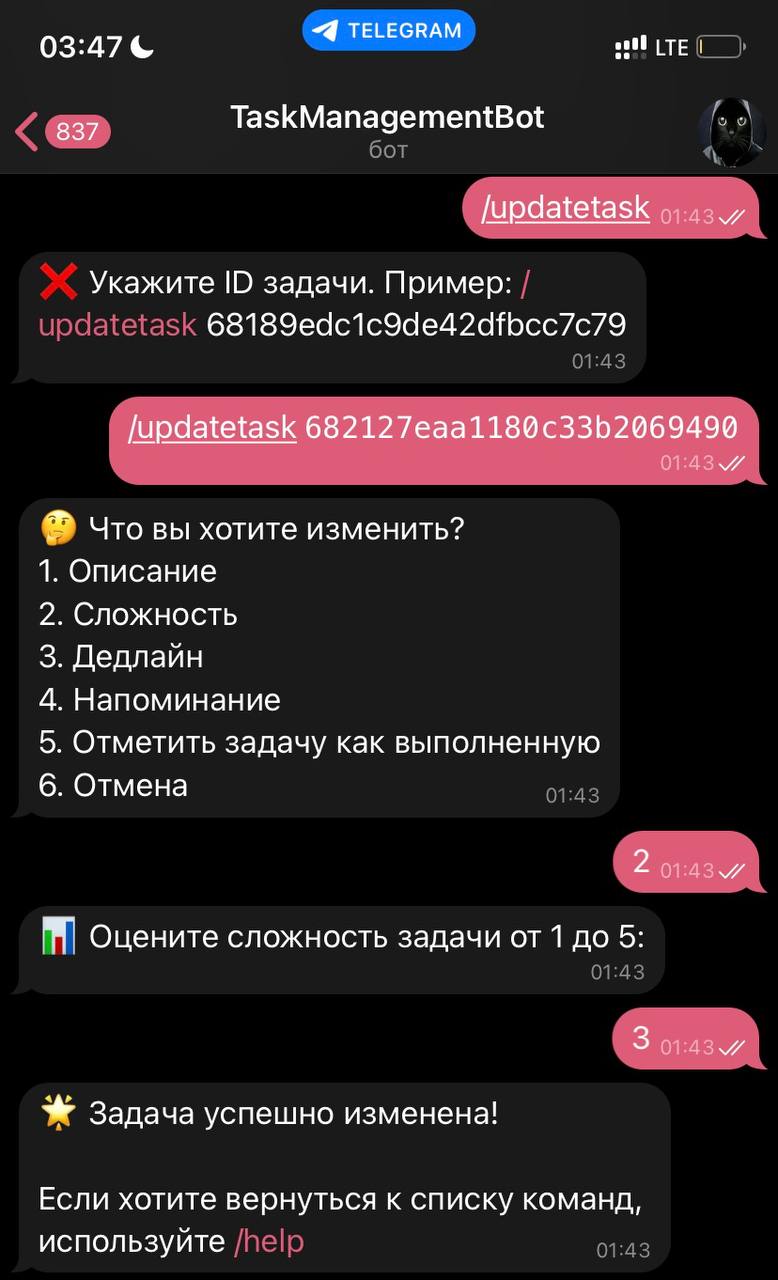 03:47
TELEGRAM
LTE
837
TaskManagementBot
бот
/updatetask 01:43
❌ Укажите ID задачи. Пример: /
updatetask 68189edc1c9de42dfbcc7c79
01:43
/updatetask 682127eaa1180c33b2069490
01:43
🤔 Что вы хотите изменить?
1. Описание
2. Сложность
3. Дедлайн
4. Напоминание
5. Отметить задачу как выполненную
6. Отмена 01:43
2 01:43
📊 Оцените сложность задачи от 1 до 5:
01:43
3 01:43
🌟 Задача успешно изменена!
Если хотите вернуться к списку команд,
используйте /help 01:43